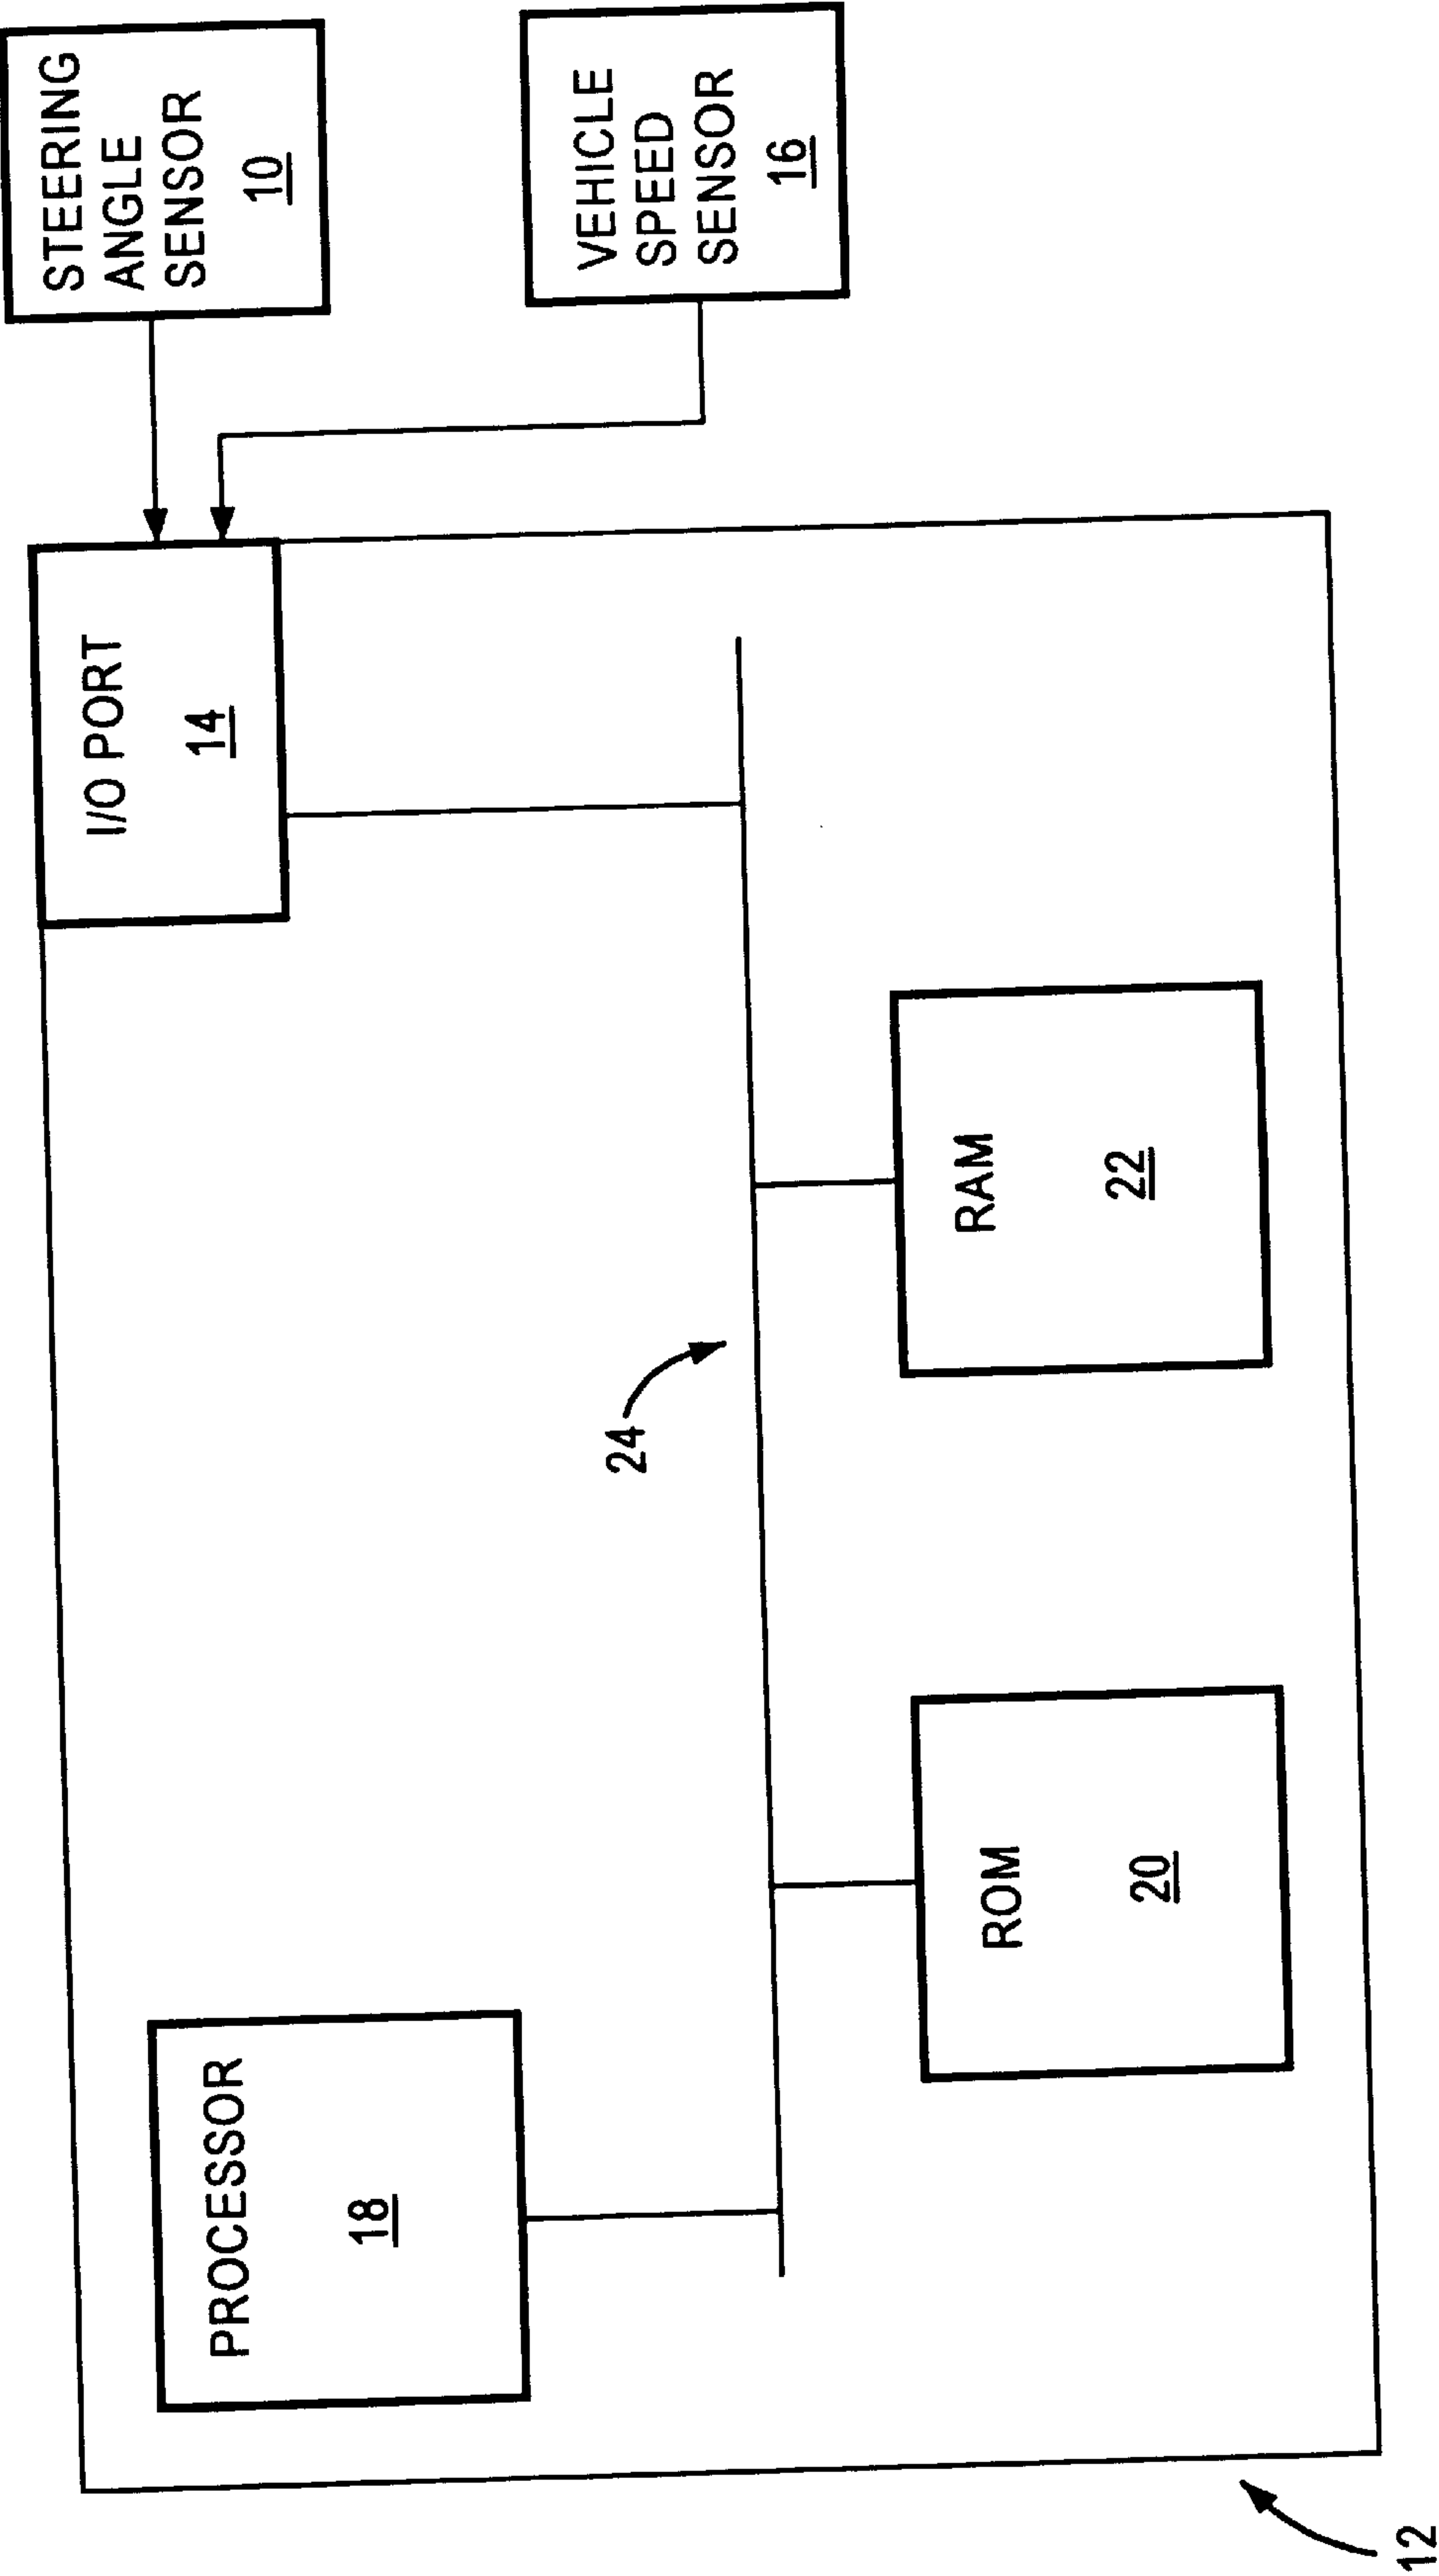 PROCESSOR
18
I/O PORT
14
STEERING
ANGLE
SENSOR
10
24
VEHICLE
SPEED
SENSOR
16
ROM
20
RAM
22
12